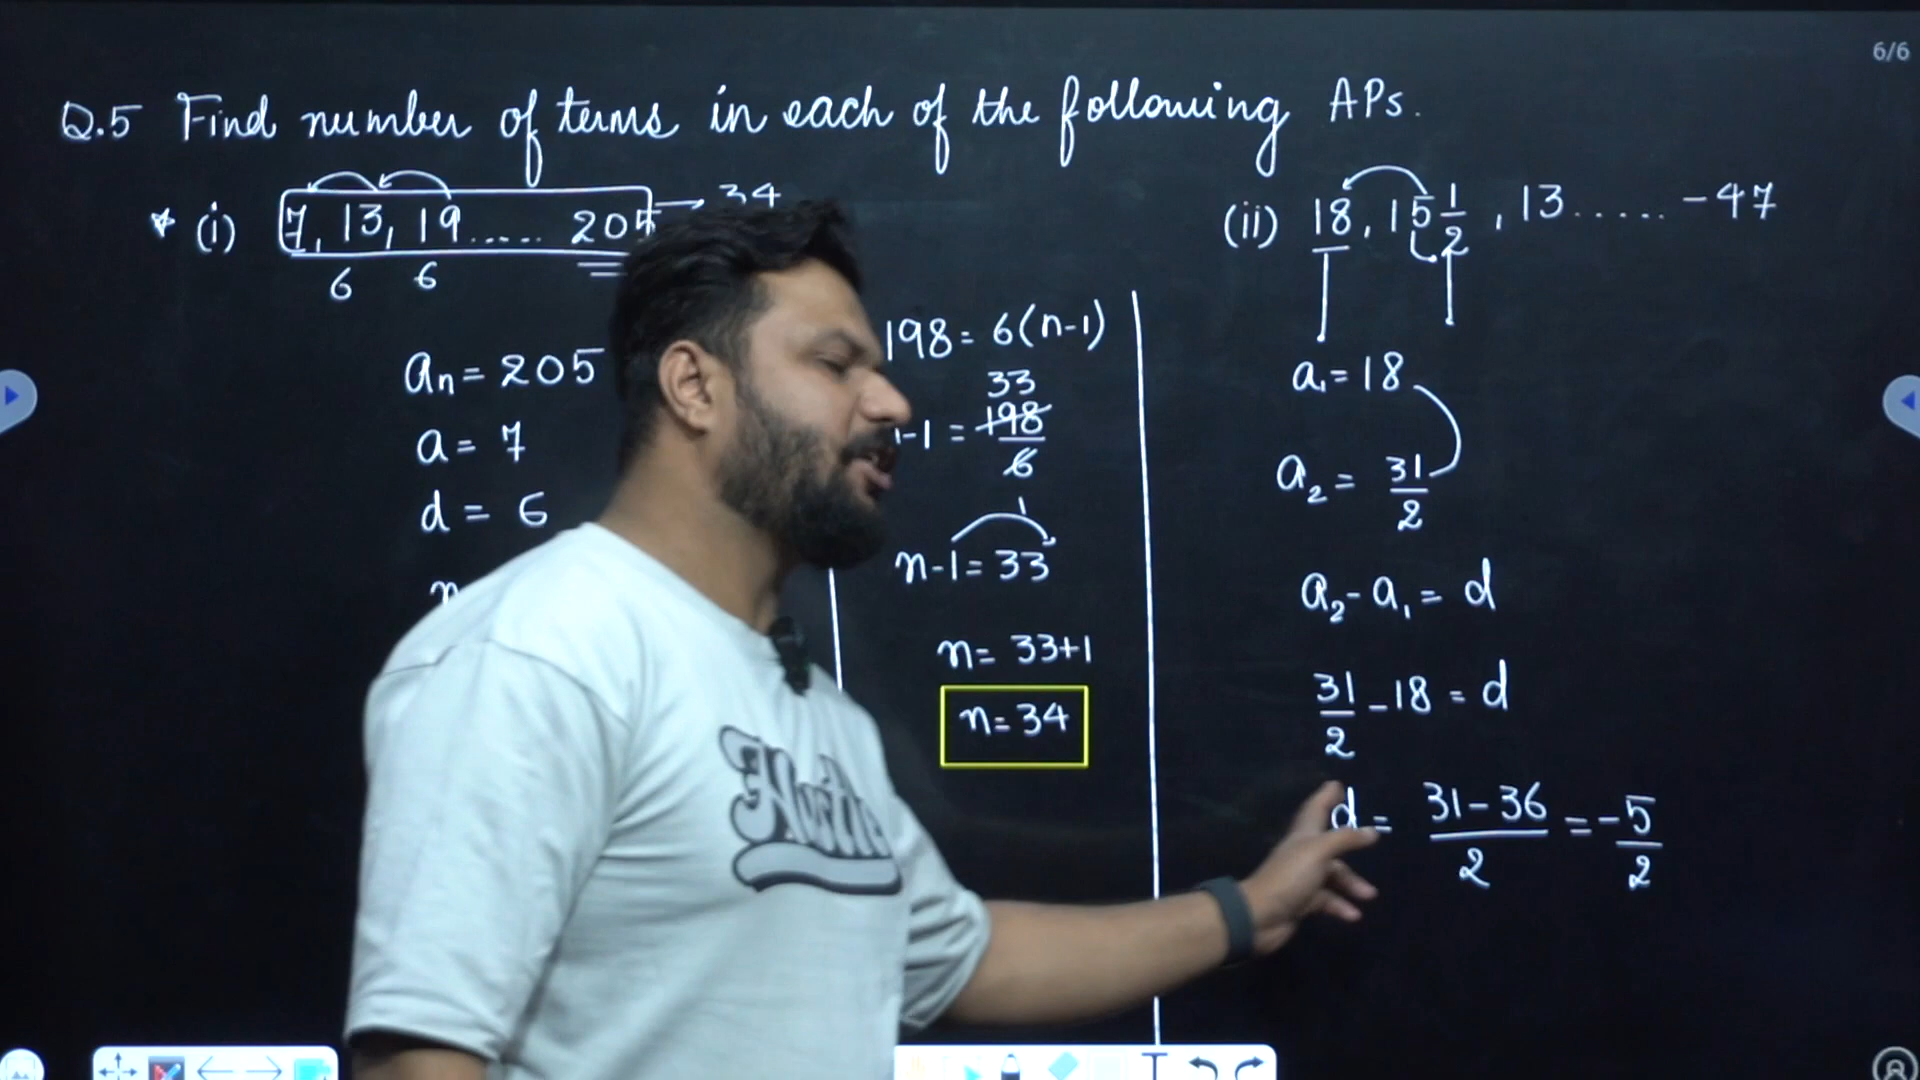 6/6
Q.5 Find number of terms in each of the following APs.
(i) 7, 13, 19..... 205 → 34
6 6
aₙ = 205
a = 7
d = 6
n
198 = 6(n-1)
33
-1 = 198/6
1
n-1 = 33
n = 33+1
n = 34
(ii) 18, 15 1/2, 13...... -47
a₁ = 18
a₂ = 31/2
a₂ - a₁ = d
31/2 - 18 = d
d = 31-36/2 = -5/2
T